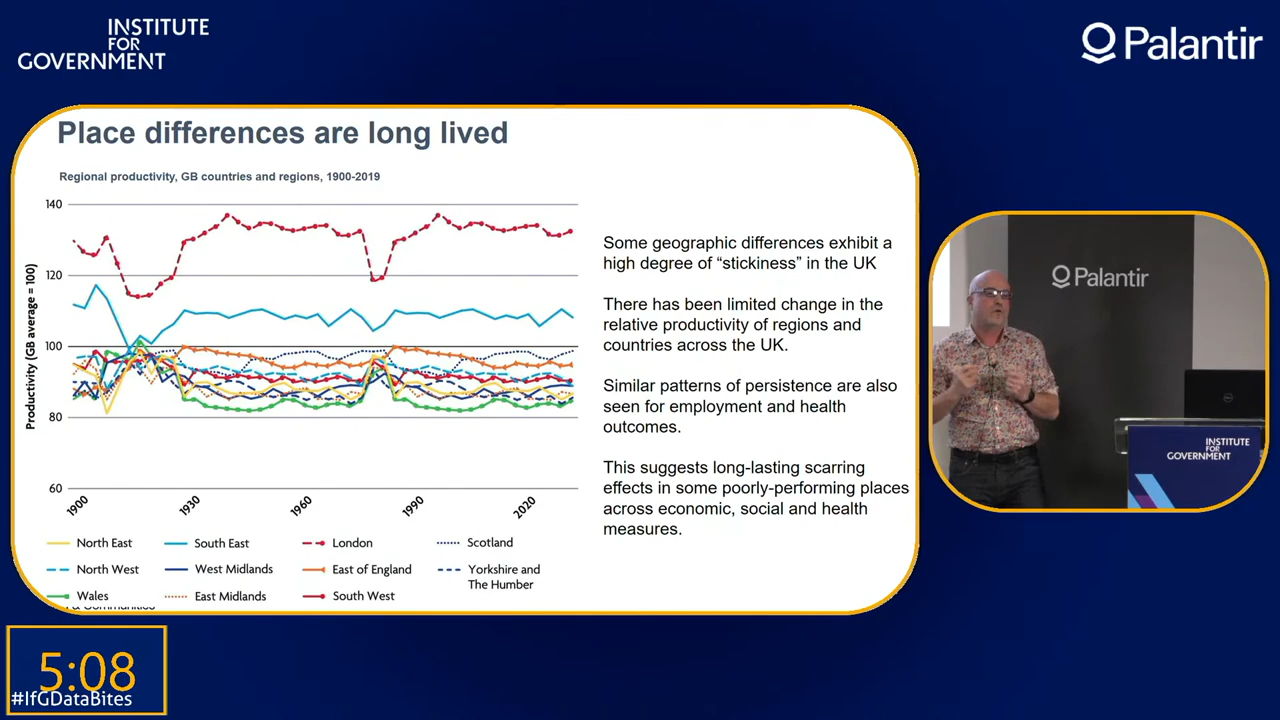 INSTITUTE
FOR
GOVERNMENT
Palantir
Place differences are long lived
Regional productivity, GB countries and regions, 1900-2019
Productivity (GB average = 100)
140
120
100
80
60
1900
1930
1960
1990
2020
North East
South East
London
Scotland
North West
West Midlands
East of England
Yorkshire and
The Humber
Wales
East Midlands
South West
& Communities
Some geographic differences exhibit a
high degree of “stickiness” in the UK
There has been limited change in the
relative productivity of regions and
countries across the UK.
Similar patterns of persistence are also
seen for employment and health
outcomes.
This suggests long-lasting scarring
effects in some poorly-performing places
across economic, social and health
measures.
Palantir
INSTITUTE
FOR
GOVERNMENT
5:08
#IfGDataBites